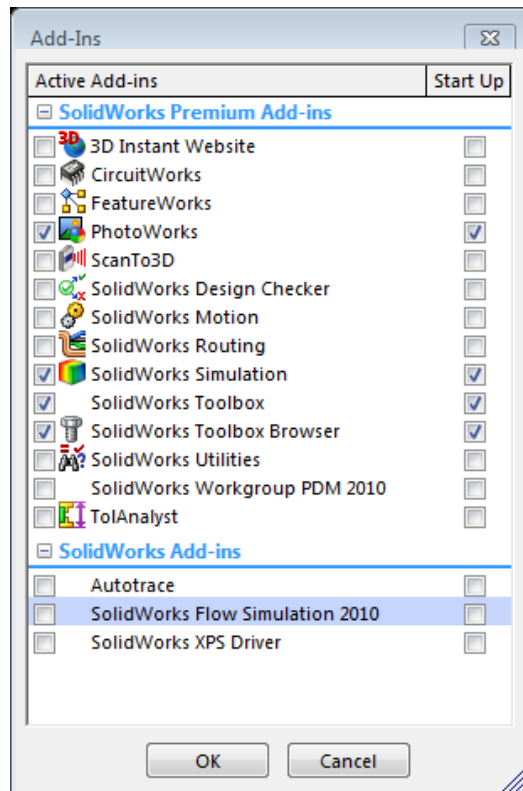 Add-Ins
Active Add-ins Start Up
SolidWorks Premium Add-ins
3D 3D Instant Website
CircuitWorks
FeatureWorks
PhotoWorks
ScanTo3D
SolidWorks Design Checker
SolidWorks Motion
SolidWorks Routing
SolidWorks Simulation
SolidWorks Toolbox
SolidWorks Toolbox Browser
SolidWorks Utilities
SolidWorks Workgroup PDM 2010
TolAnalyst
SolidWorks Add-ins
Autotrace
SolidWorks Flow Simulation 2010
SolidWorks XPS Driver
OK Cancel